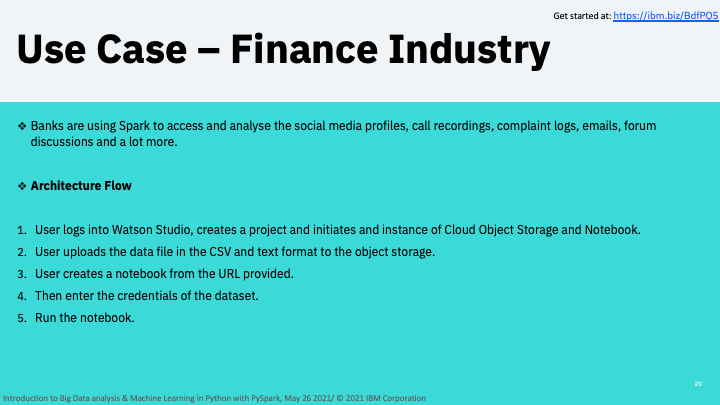 Get started at: https://ibm.biz/BdfPQ5
Use Case – Finance Industry
❖ Banks are using Spark to access and analyse the social media profiles, call recordings, complaint logs, emails, forum
discussions and a lot more.
❖ Architecture Flow
1. User logs into Watson Studio, creates a project and initiates and instance of Cloud Object Storage and Notebook.
2. User uploads the data file in the CSV and text format to the object storage.
3. User creates a notebook from the URL provided.
4. Then enter the credentials of the dataset.
5. Run the notebook.
20
Introduction to Big Data analysis & Machine Learning in Python with PySpark, May 26 2021/ © 2021 IBM Corporation